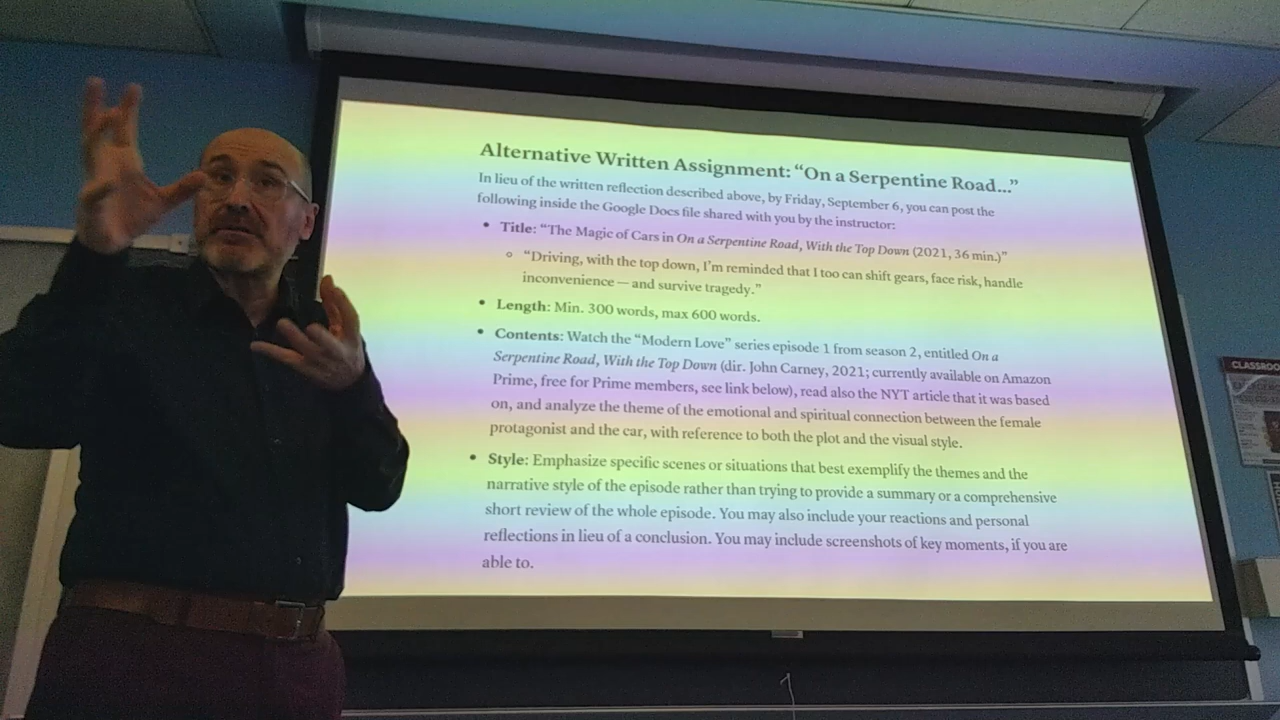 Alternative Written Assignment: “On a Serpentine Road...”
In lieu of the written reflection described above, by Friday, September 6, you can post the
following inside the Google Docs file shared with you by the instructor:
• Title: “The Magic of Cars in On a Serpentine Road, With the Top Down (2021, 36 min.)”
◦ “Driving, with the top down, I’m reminded that I too can shift gears, face risk, handle
inconvenience — and survive tragedy.”
• Length: Min. 300 words, max 600 words.
• Contents: Watch the “Modern Love” series episode 1 from season 2, entitled On a
Serpentine Road, With the Top Down (dir. John Carney, 2021; currently available on Amazon
Prime, free for Prime members, see link below), read also the NYT article that it was based
on, and analyze the theme of the emotional and spiritual connection between the female
protagonist and the car, with reference to both the plot and the visual style.
• Style: Emphasize specific scenes or situations that best exemplify the themes and the
narrative style of the episode rather than trying to provide a summary or a comprehensive
short review of the whole episode. You may also include your reactions and personal
reflections in lieu of a conclusion. You may include screenshots of key moments, if you are
able to.
CLASSROO